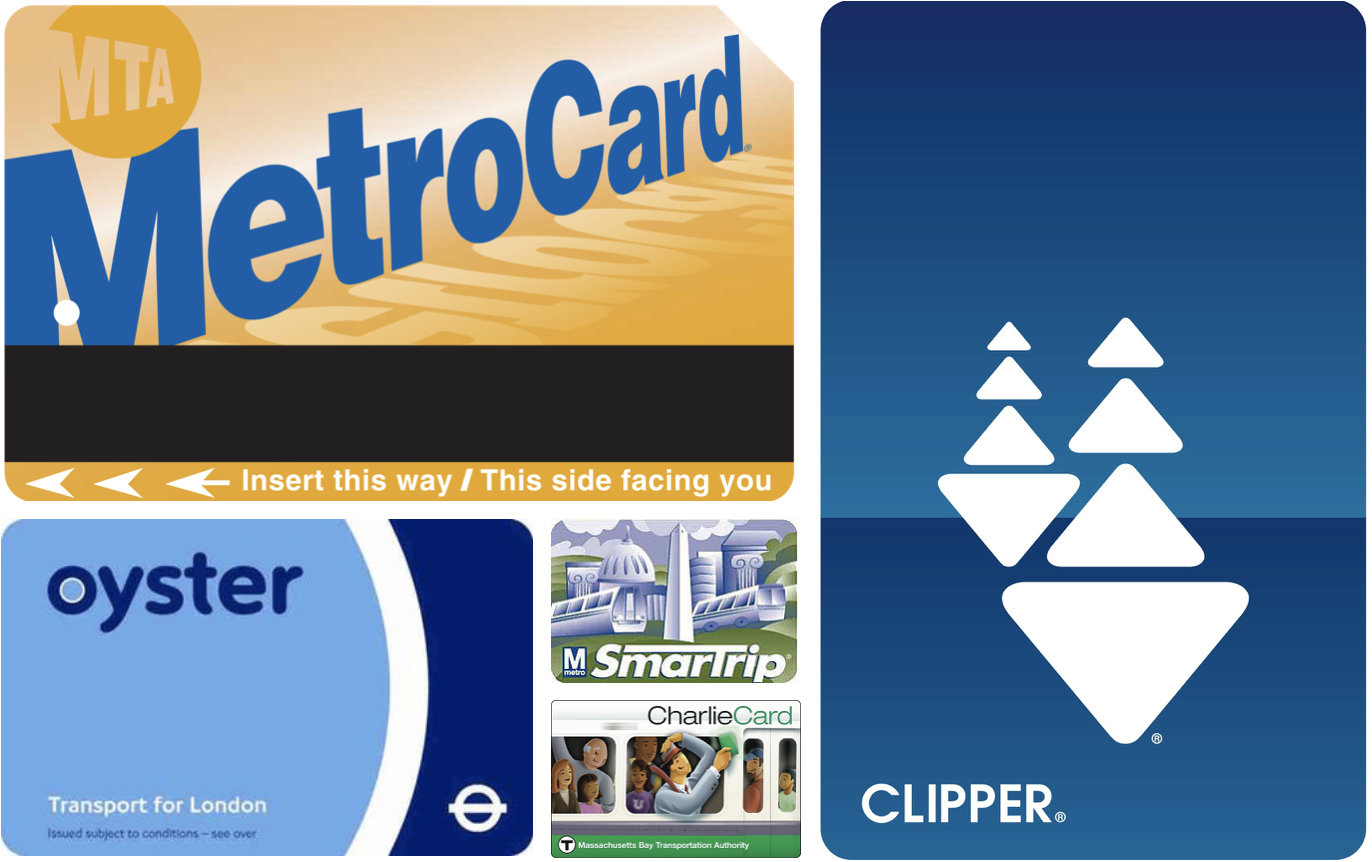 MTA
MetroCard®
Insert this way / This side facing you
oyster
Transport for London
Issued subject to conditions – see over
M
metro
SmarTrip®
CharlieCard
U
T Massachusetts Bay Transportation Authority
®
CLIPPER®